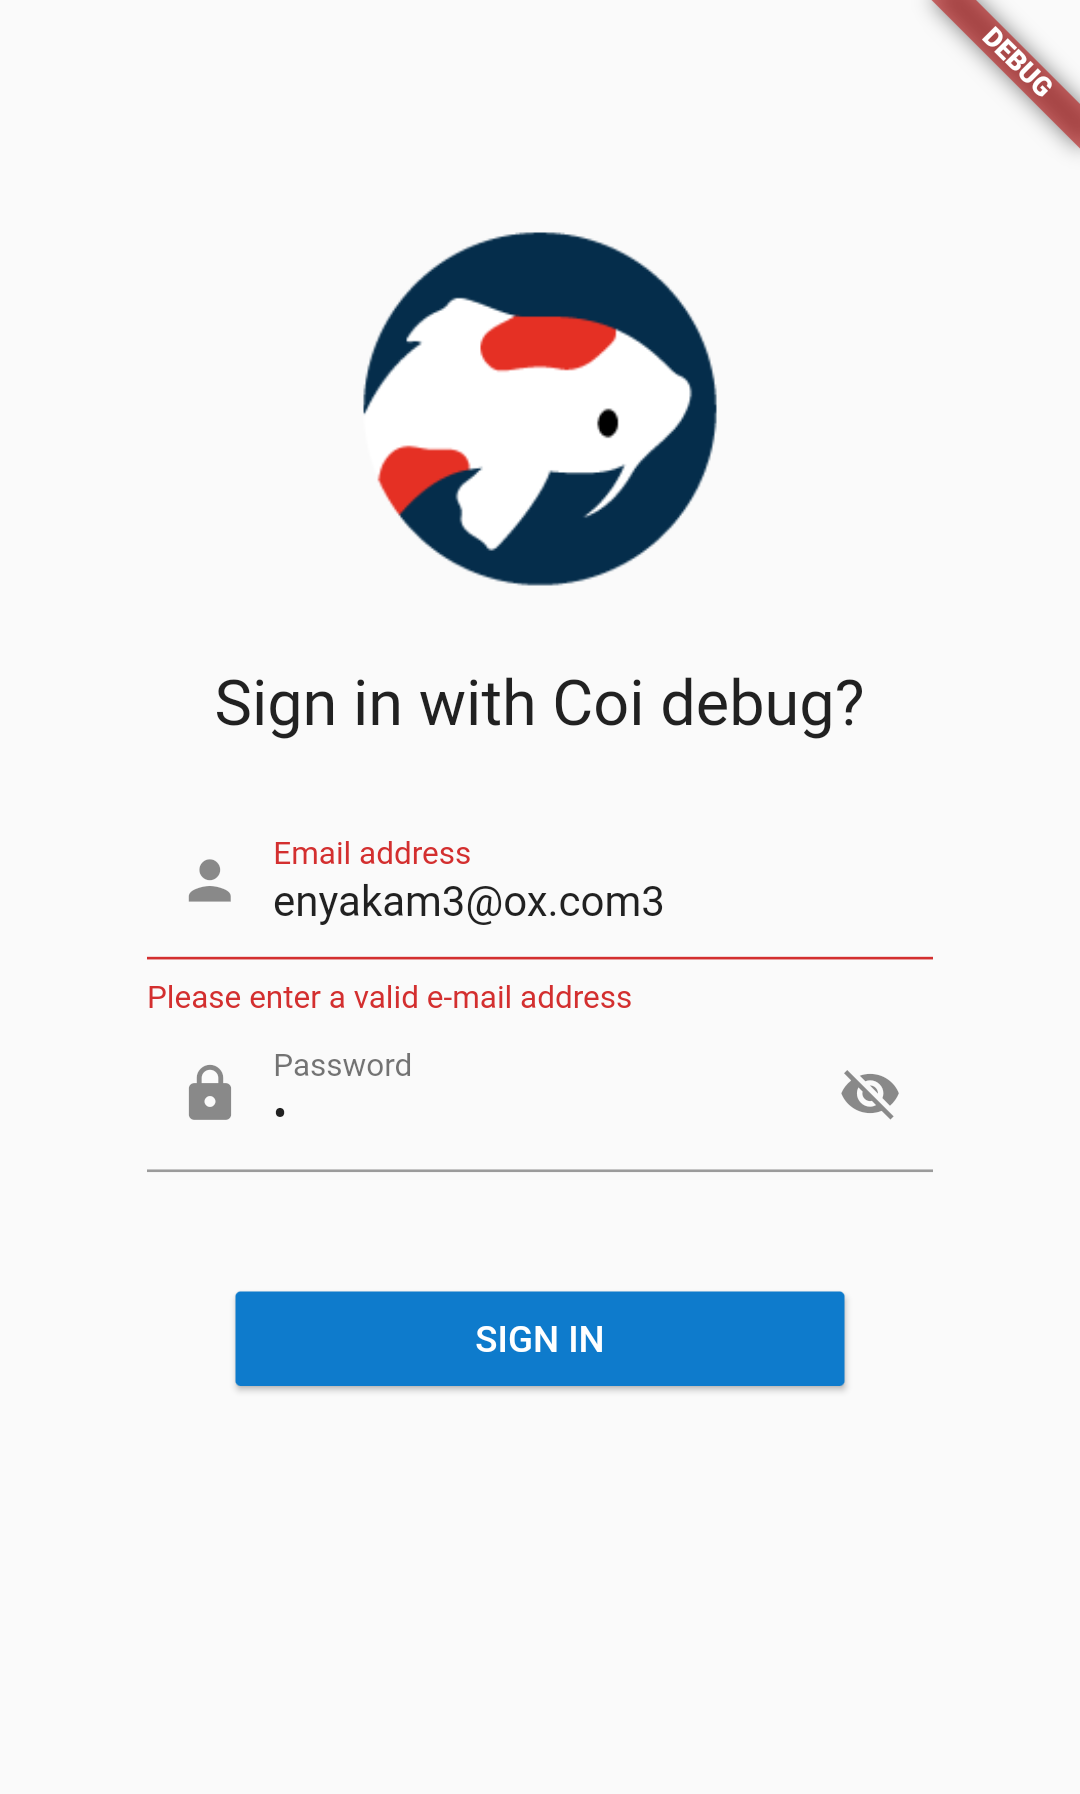 DEBUG
Sign in with Coi debug?
Email address
enyakam3@ox.com3
Please enter a valid e-mail address
Password
•
SIGN IN